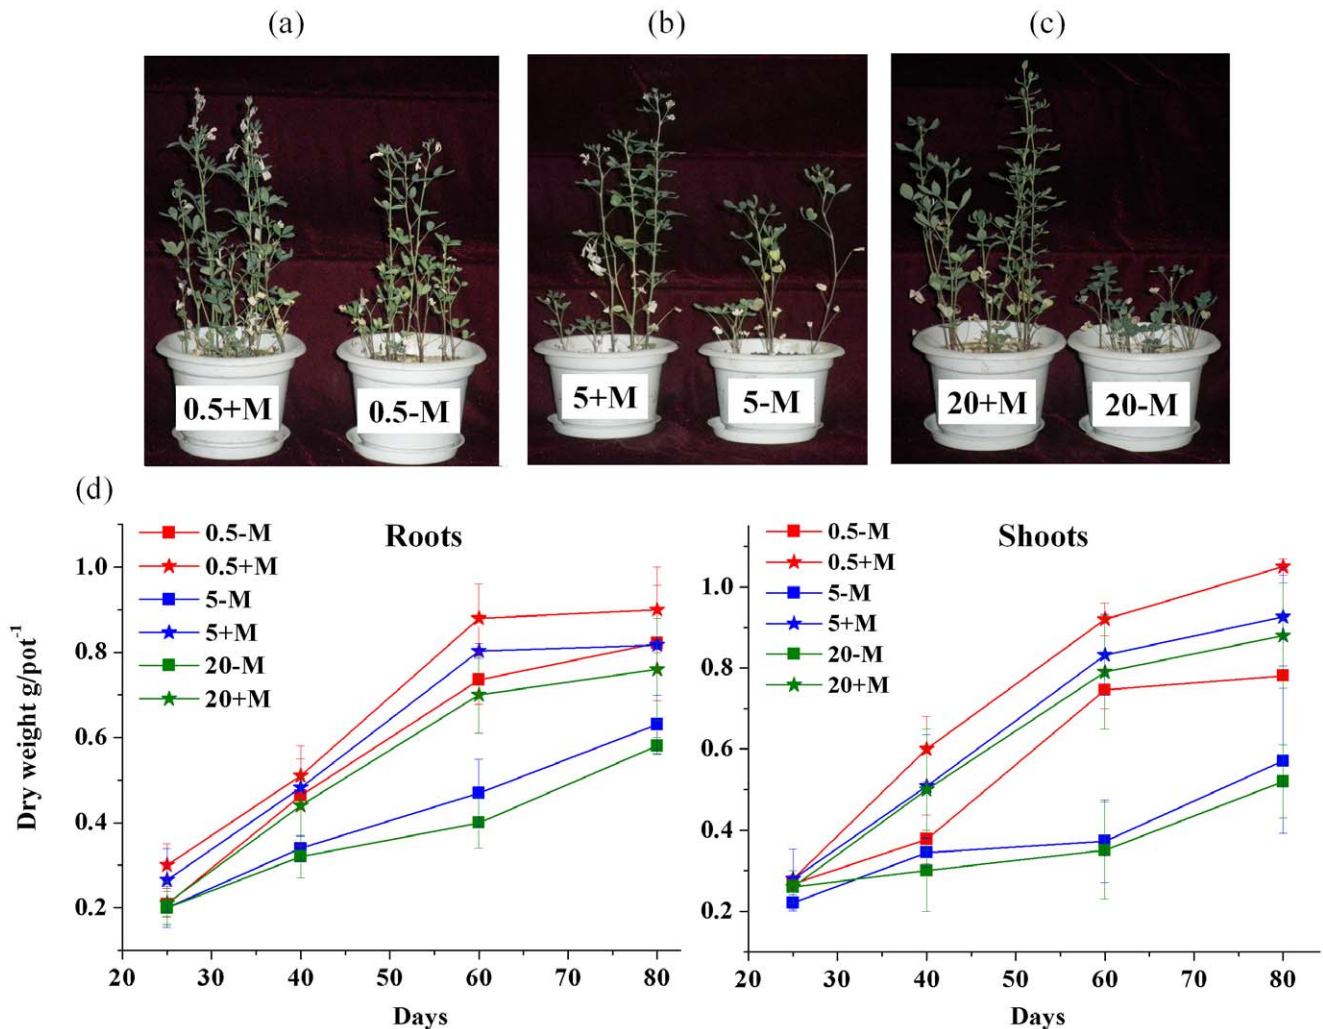 (a) (b) (c)
0.5+M 0.5-M 5+M 5-M 20+M 20-M
(d)
Roots
0.5-M
0.5+M
5-M
5+M
20-M
20+M
Dry weight g/pot-1
1.0
0.8
0.6
0.4
0.2
20 30 40 50 60 70 80
Days
Shoots
0.5-M
0.5+M
5-M
5+M
20-M
20+M
1.0
0.8
0.6
0.4
0.2
20 30 40 50 60 70 80
Days